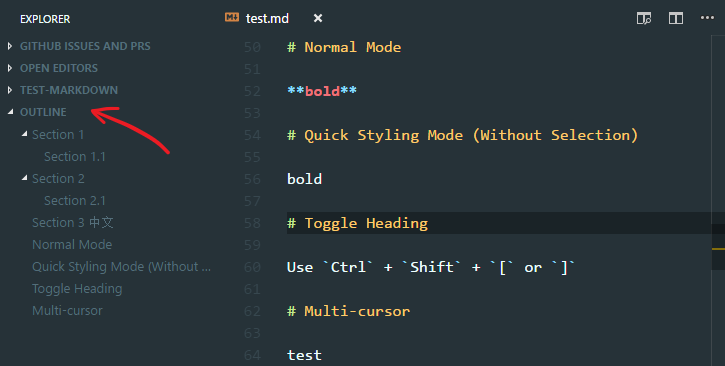 EXPLORER
GITHUB ISSUES AND PRS
OPEN EDITORS
TEST-MARKDOWN
OUTLINE
Section 1
Section 1.1
Section 2
Section 2.1
Section 3 中文
Normal Mode
Quick Styling Mode (Without ...
Toggle Heading
Multi-cursor
test.md
50 # Normal Mode
51
52 **bold**
53
54 # Quick Styling Mode (Without Selection)
55
56 bold
57
58 # Toggle Heading
59
60 Use `Ctrl` + `Shift` + `[` or `]`
61
62 # Multi-cursor
63
64 test